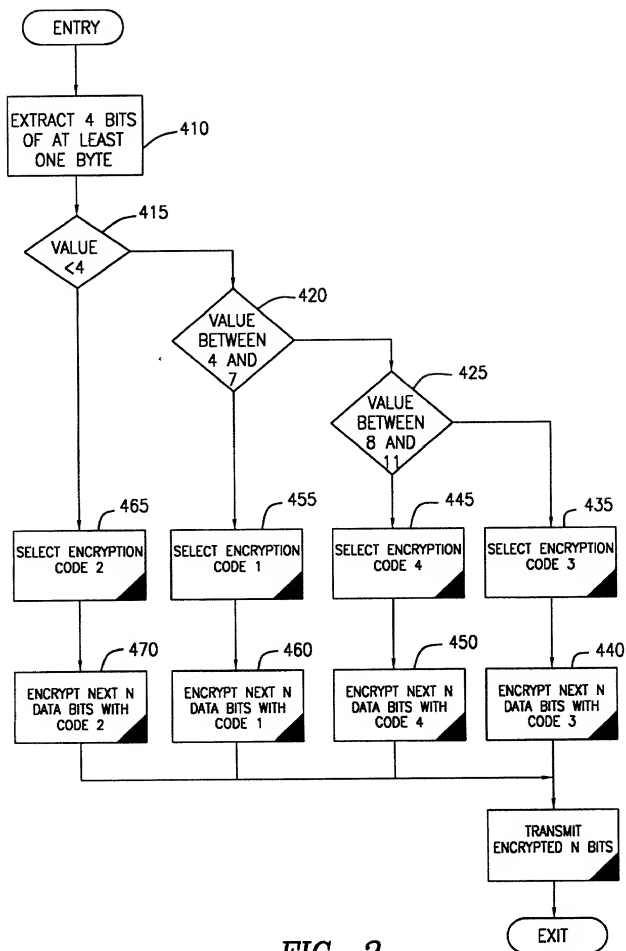 ENTRY
EXTRACT 4 BITS
OF AT LEAST
ONE BYTE
410
415
VALUE
<4
420
VALUE
BETWEEN
4 AND
7
425
VALUE
BETWEEN
8 AND
11
465
SELECT ENCRYPTION
CODE 2
455
SELECT ENCRYPTION
CODE 1
445
SELECT ENCRYPTION
CODE 4
435
SELECT ENCRYPTION
CODE 3
470
ENCRYPT NEXT N
DATA BITS WITH
CODE 2
460
ENCRYPT NEXT N
DATA BITS WITH
CODE 1
450
ENCRYPT NEXT N
DATA BITS WITH
CODE 4
440
ENCRYPT NEXT N
DATA BITS WITH
CODE 3
TRANSMIT
ENCRYPTED N BITS
EXIT